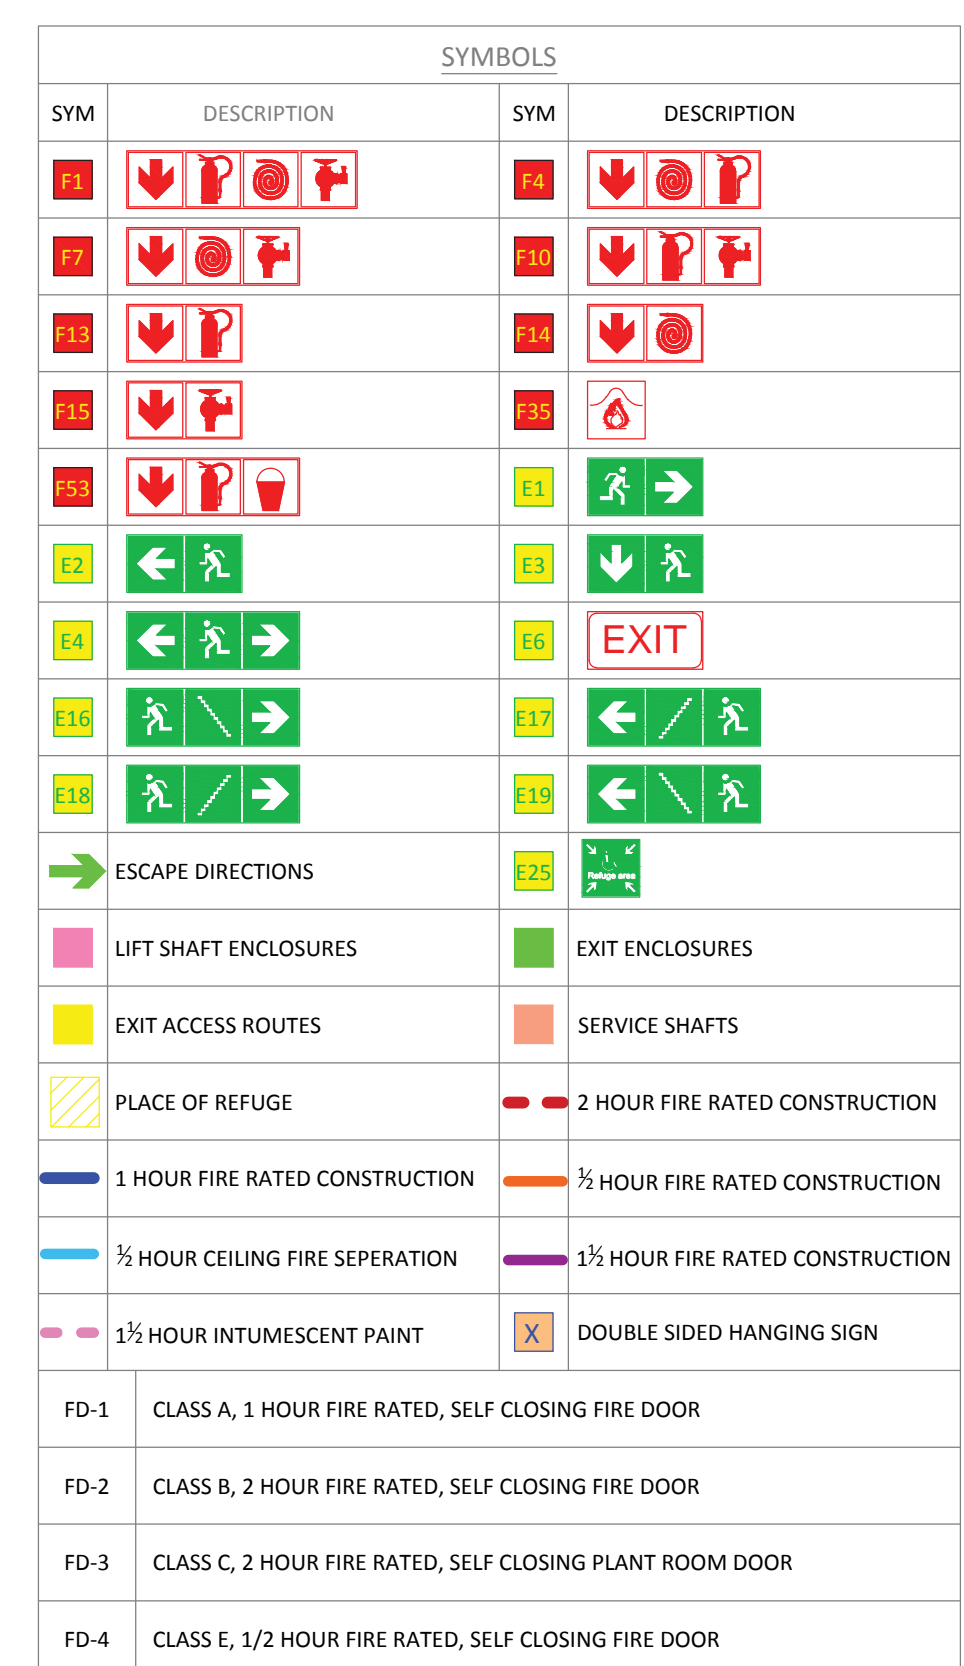 SYMBOLS
SYM DESCRIPTION SYM DESCRIPTION
F1 F4
F7 F10
F13 F14
F15 F35
F53 E1
E2 E3
E4 E6 EXIT
E16 E17
E18 E19
ESCAPE DIRECTIONS E25 Refuge area
LIFT SHAFT ENCLOSURES EXIT ENCLOSURES
EXIT ACCESS ROUTES SERVICE SHAFTS
PLACE OF REFUGE 2 HOUR FIRE RATED CONSTRUCTION
1 HOUR FIRE RATED CONSTRUCTION ½ HOUR FIRE RATED CONSTRUCTION
½ HOUR CEILING FIRE SEPERATION 1½ HOUR FIRE RATED CONSTRUCTION
1½ HOUR INTUMESCENT PAINT X DOUBLE SIDED HANGING SIGN
FD-1 CLASS A, 1 HOUR FIRE RATED, SELF CLOSING FIRE DOOR
FD-2 CLASS B, 2 HOUR FIRE RATED, SELF CLOSING FIRE DOOR
FD-3 CLASS C, 2 HOUR FIRE RATED, SELF CLOSING PLANT ROOM DOOR
FD-4 CLASS E, 1/2 HOUR FIRE RATED, SELF CLOSING FIRE DOOR